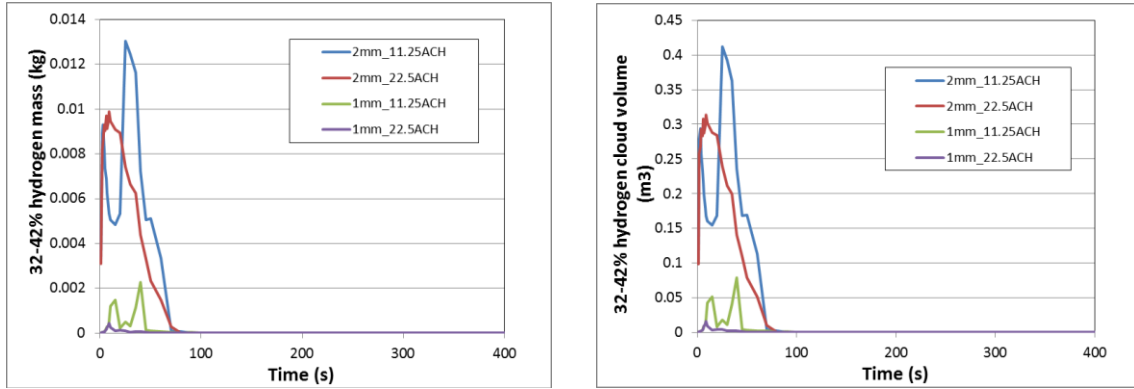 32-42% hydrogen mass (kg)
0.014
0.012
0.01
0.008
0.006
0.004
0.002
0
2mm_11.25ACH
2mm_22.5ACH
1mm_11.25ACH
1mm_22.5ACH
0
100
200
300
400
Time (s)
32-42% hydrogen cloud volume
(m3)
0.45
0.4
0.35
0.3
0.25
0.2
0.15
0.1
0.05
0
2mm_11.25ACH
2mm_22.5ACH
1mm_11.25ACH
1mm_22.5ACH
0
100
200
300
400
Time (s)